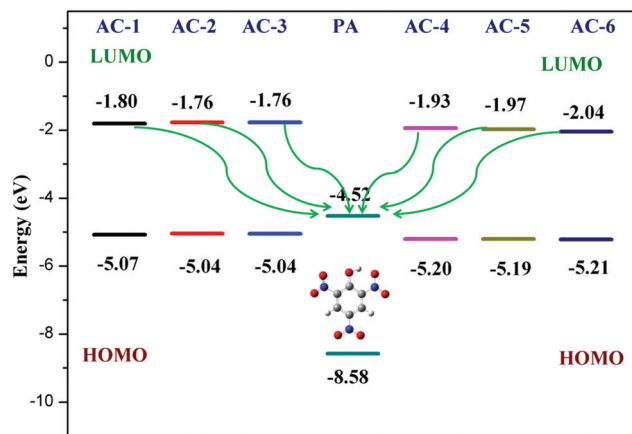 AC-1 AC-2 AC-3 PA AC-4 AC-5 AC-6
LUMO LUMO
0
-1.80 -1.76 -1.76 -1.93 -1.97 -2.04
-2
-4
-4.52
Energy (eV)
-5.07 -5.04 -5.04 -5.20 -5.19 -5.21
-6
-8
HOMO HOMO
-8.58
-10